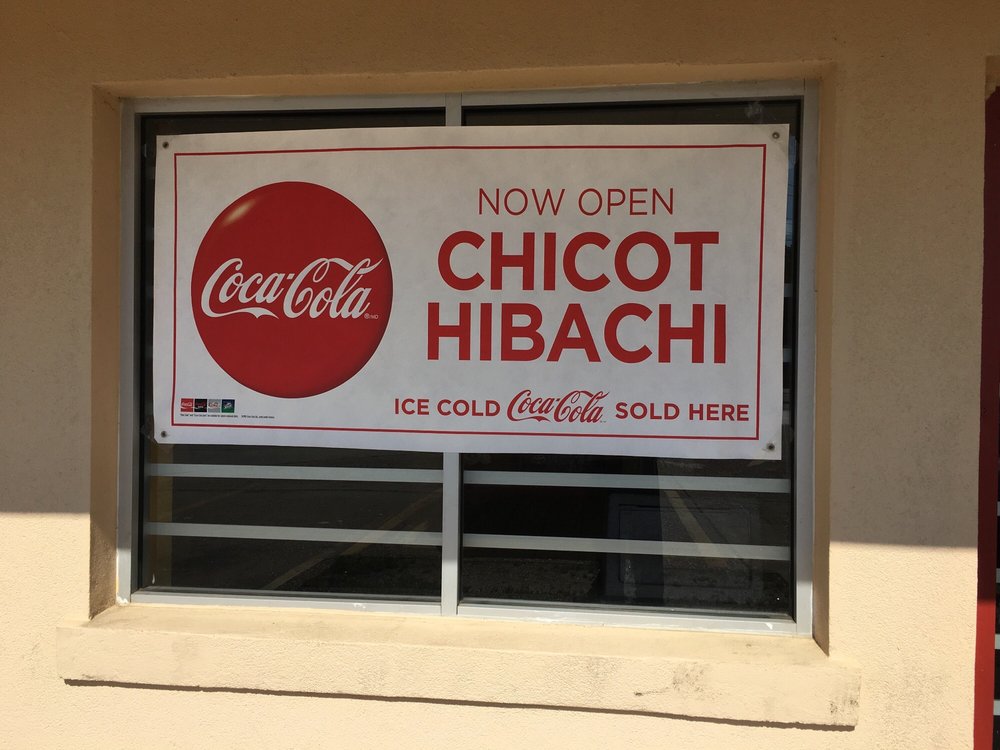 NOW OPEN
CHICOT
HIBACHI
Coca-Cola
ICE COLD Coca-Cola SOLD HERE